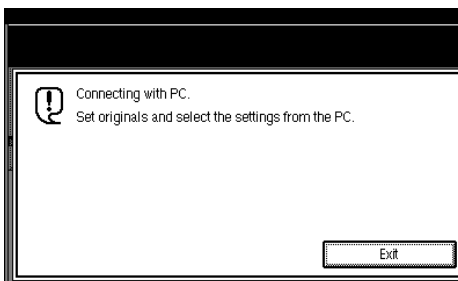 Connecting with PC.
Set originals and select the settings from the PC.
Exit